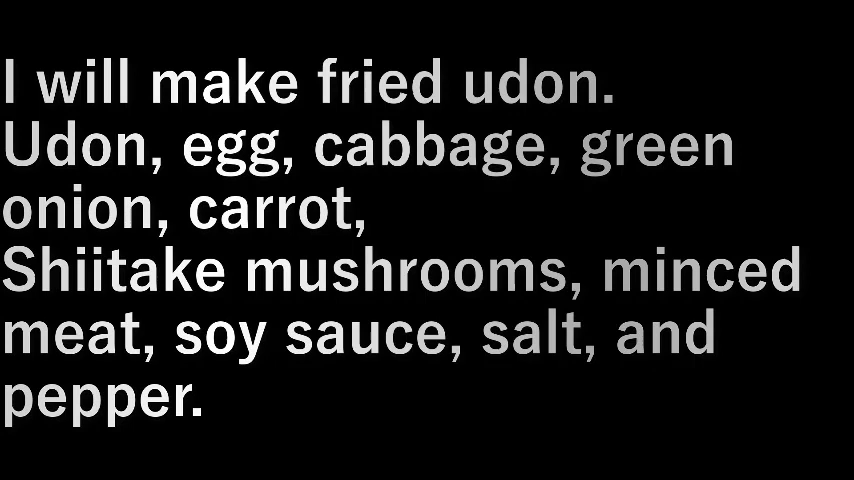 I will make fried udon.
Udon, egg, cabbage, green
onion, carrot,
Shiitake mushrooms, minced
meat, soy sauce, salt, and
pepper.